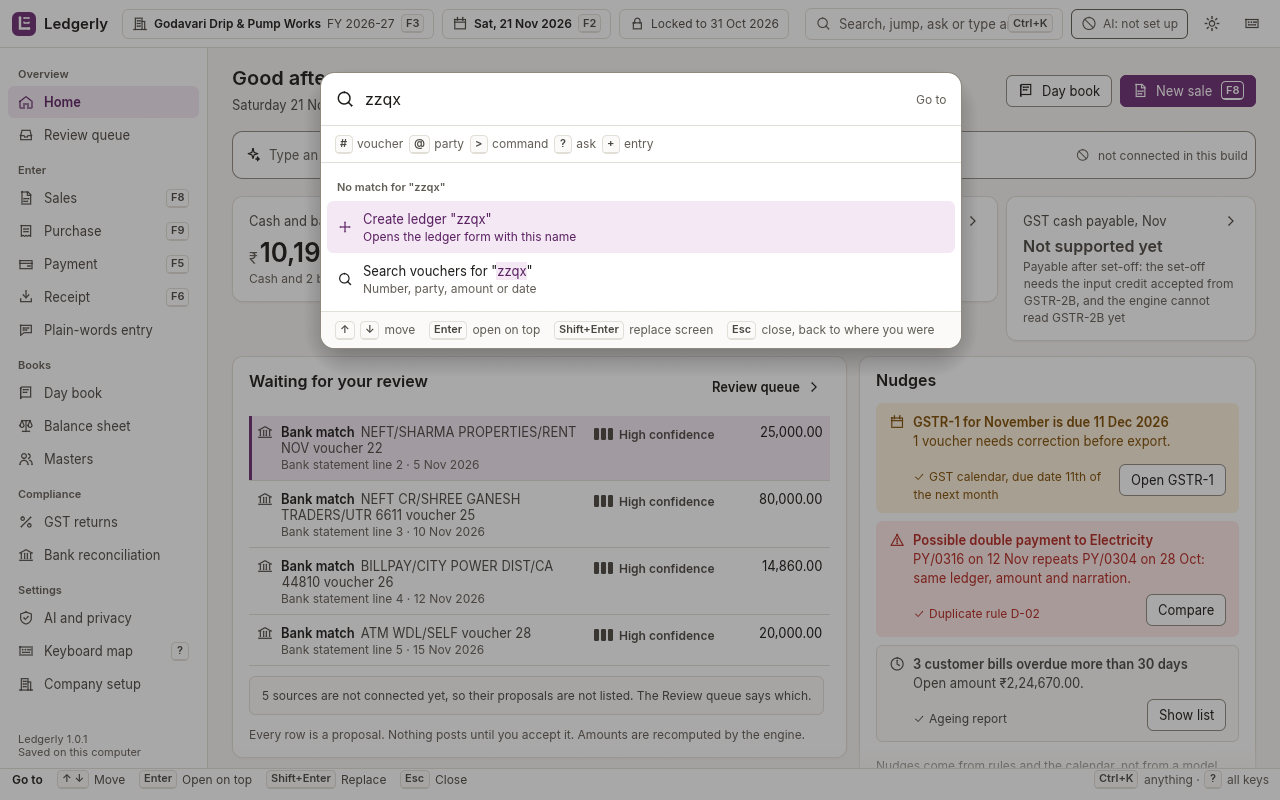 Ledgerly
Godavari Drip & Pump Works FY 2026-27 F3
Sat, 21 Nov 2026 F2
Locked to 31 Oct 2026
Search, jump, ask or type a Ctrl+K
AI: not set up
Overview
Home
Review queue
Enter
Sales F8
Purchase F9
Payment F5
Receipt F6
Plain-words entry
Books
Day book
Balance sheet
Masters
Compliance
GST returns
Bank reconciliation
Settings
AI and privacy
Keyboard map ?
Company setup
Ledgerly 1.0.1
Saved on this computer
Good afte
Saturday 21 No
Day book
New sale F8
Type an
not connected in this build
Cash and ba
₹10,19
Cash and 2 b
GST cash payable, Nov
Not supported yet
Payable after set-off: the set-off
needs the input credit accepted from
GSTR-2B, and the engine cannot
read GSTR-2B yet
zzqx
Go to
# voucher @ party > command ? ask + entry
No match for "zzqx"
Create ledger "zzqx"
Opens the ledger form with this name
Search vouchers for "zzqx"
Number, party, amount or date
↑ ↓ move Enter open on top Shift+Enter replace screen Esc close, back to where you were
Waiting for your review
Review queue
Bank match NEFT/SHARMA PROPERTIES/RENT
NOV voucher 22
Bank statement line 2 · 5 Nov 2026
High confidence
25,000.00
Bank match NEFT CR/SHREE GANESH
TRADERS/UTR 6611 voucher 25
Bank statement line 3 · 10 Nov 2026
High confidence
80,000.00
Bank match BILLPAY/CITY POWER DIST/CA
44810 voucher 26
Bank statement line 4 · 12 Nov 2026
High confidence
14,860.00
Bank match ATM WDL/SELF voucher 28
Bank statement line 5 · 15 Nov 2026
High confidence
20,000.00
5 sources are not connected yet, so their proposals are not listed. The Review queue says which.
Every row is a proposal. Nothing posts until you accept it. Amounts are recomputed by the engine.
Nudges
GSTR-1 for November is due 11 Dec 2026
1 voucher needs correction before export.
✓ GST calendar, due date 11th of
the next month
Open GSTR-1
Possible double payment to Electricity
PY/0316 on 12 Nov repeats PY/0304 on 28 Oct:
same ledger, amount and narration.
✓ Duplicate rule D-02
Compare
3 customer bills overdue more than 30 days
Open amount ₹2,24,670.00.
✓ Ageing report
Show list
Nudges come from rules and the calendar, not from a model.
Go to ↑ ↓ Move Enter Open on top Shift+Enter Replace Esc Close
Ctrl+K anything · ? all keys